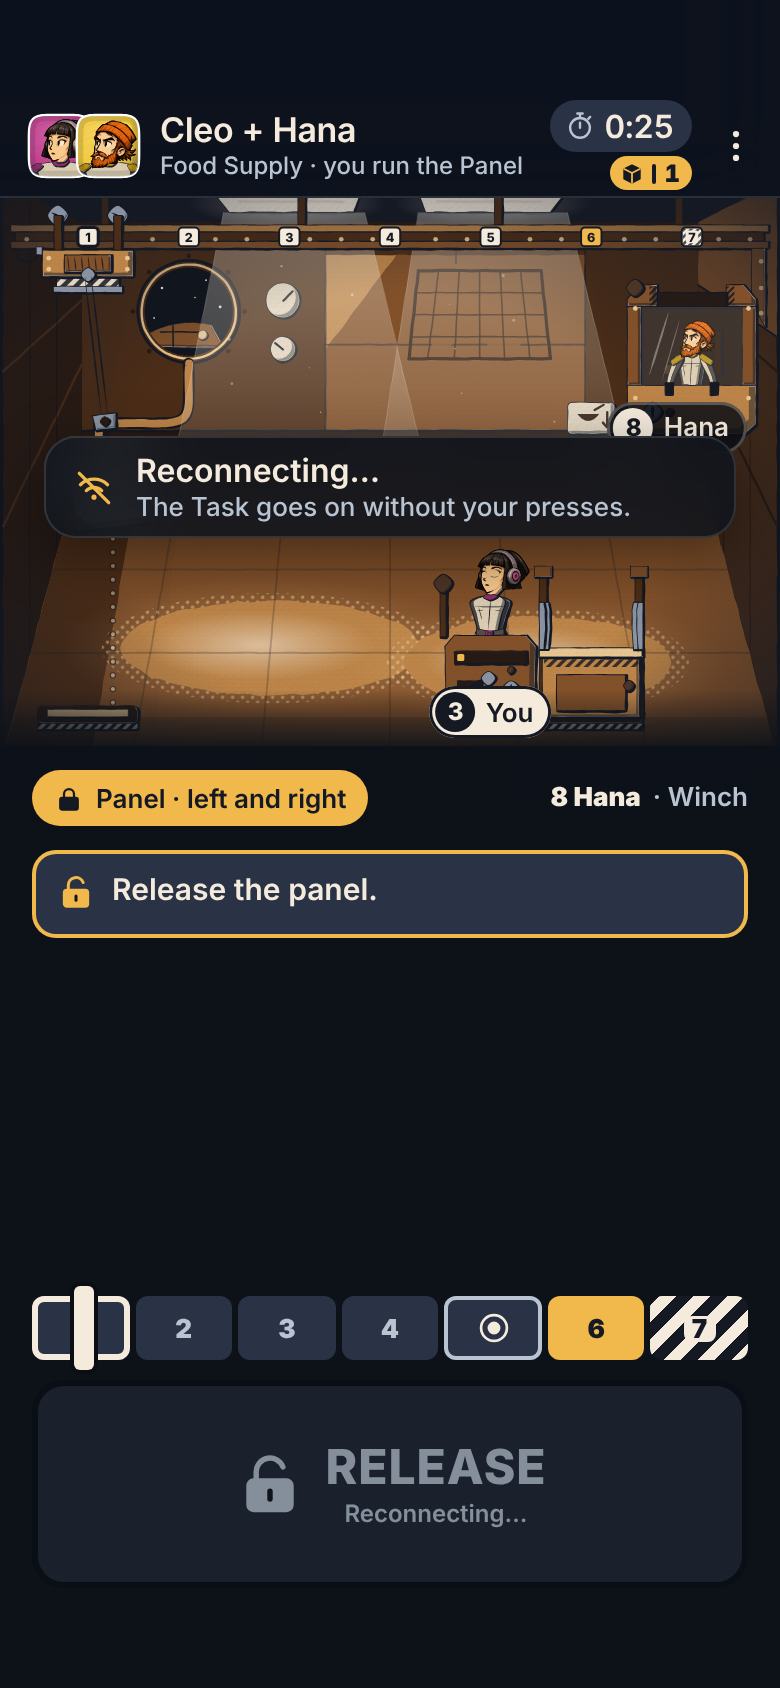 Cleo + Hana
Food Supply · you run the Panel
0:25
1
1 2 3 4 5 6 7
8 Hana
Reconnecting...
The Task goes on without your presses.
3 You
Panel · left and right
8 Hana · Winch
Release the panel.
2 3 4 6 7
RELEASE
Reconnecting...